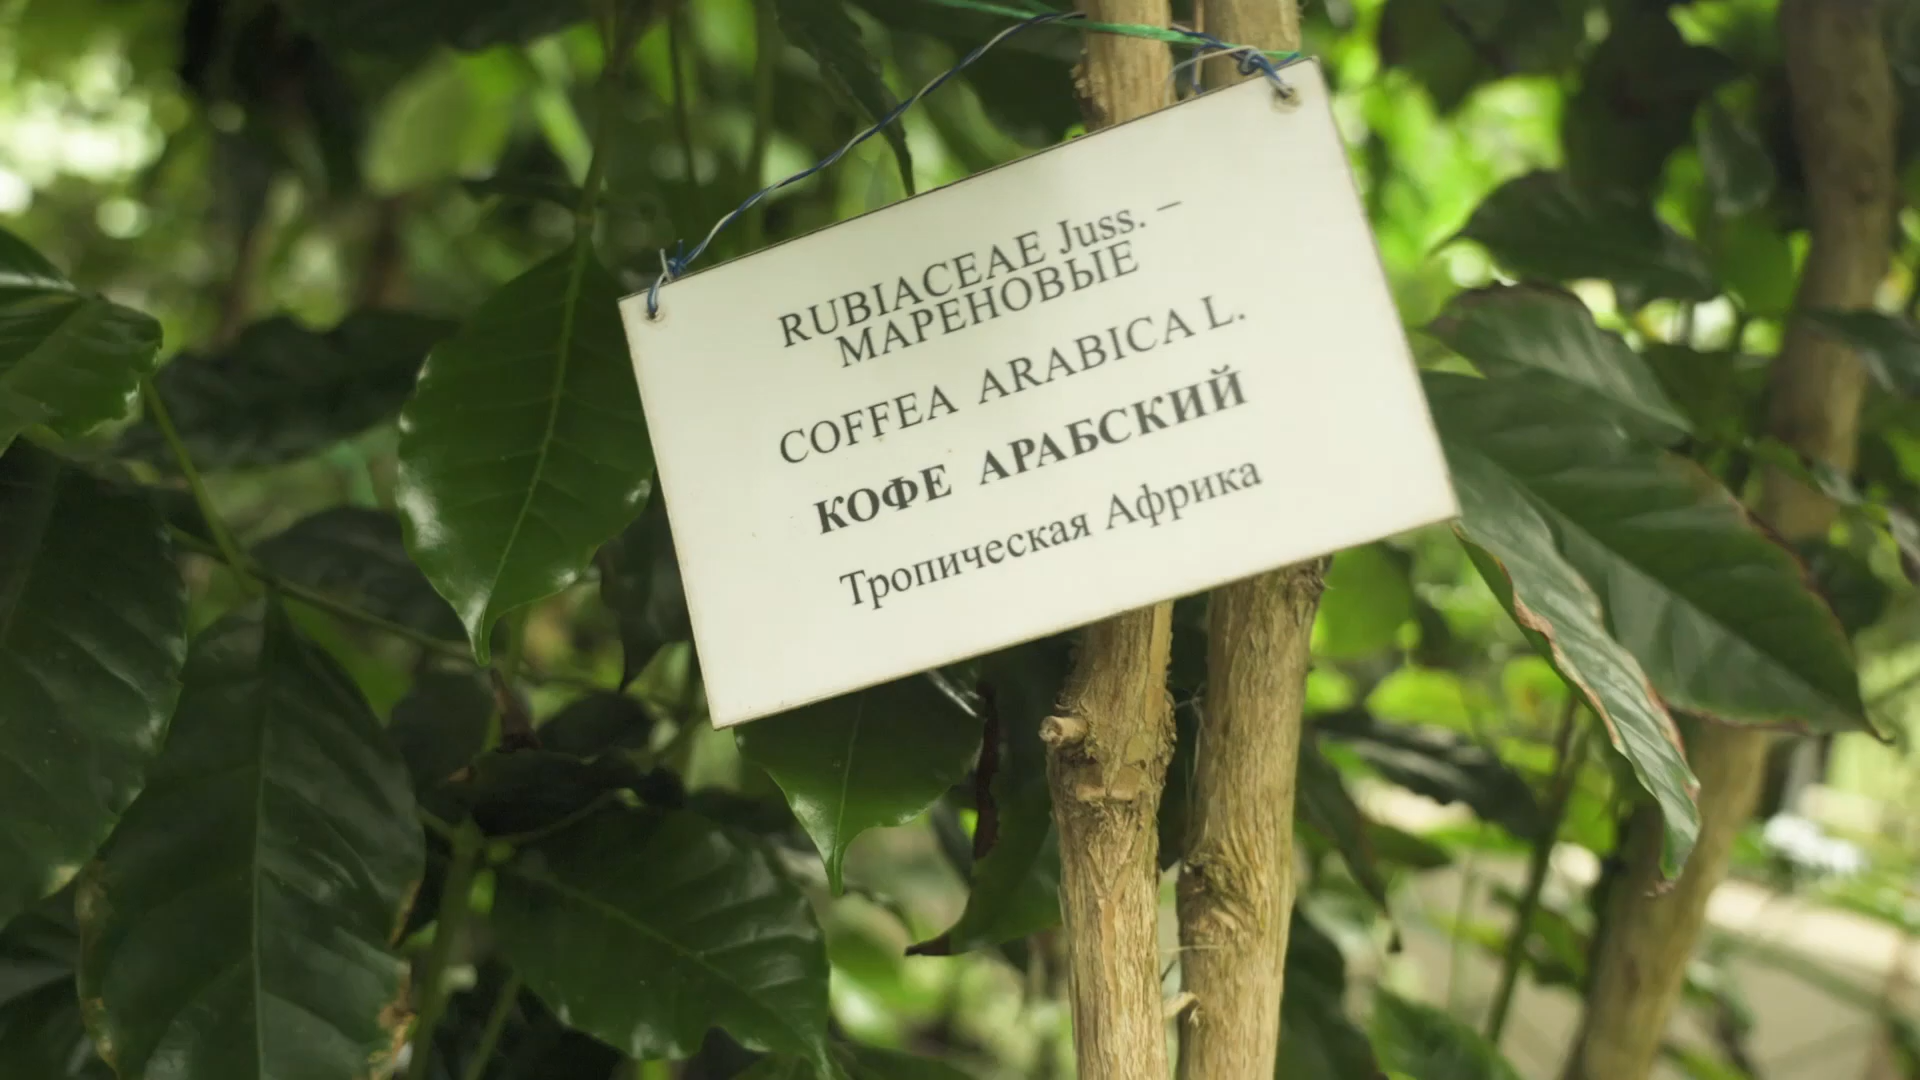 RUBIACEAE Juss. –
МАРЕНОВЫЕ
COFFEA ARABICA L.
КОФЕ АРАБСКИЙ
Тропическая Африка